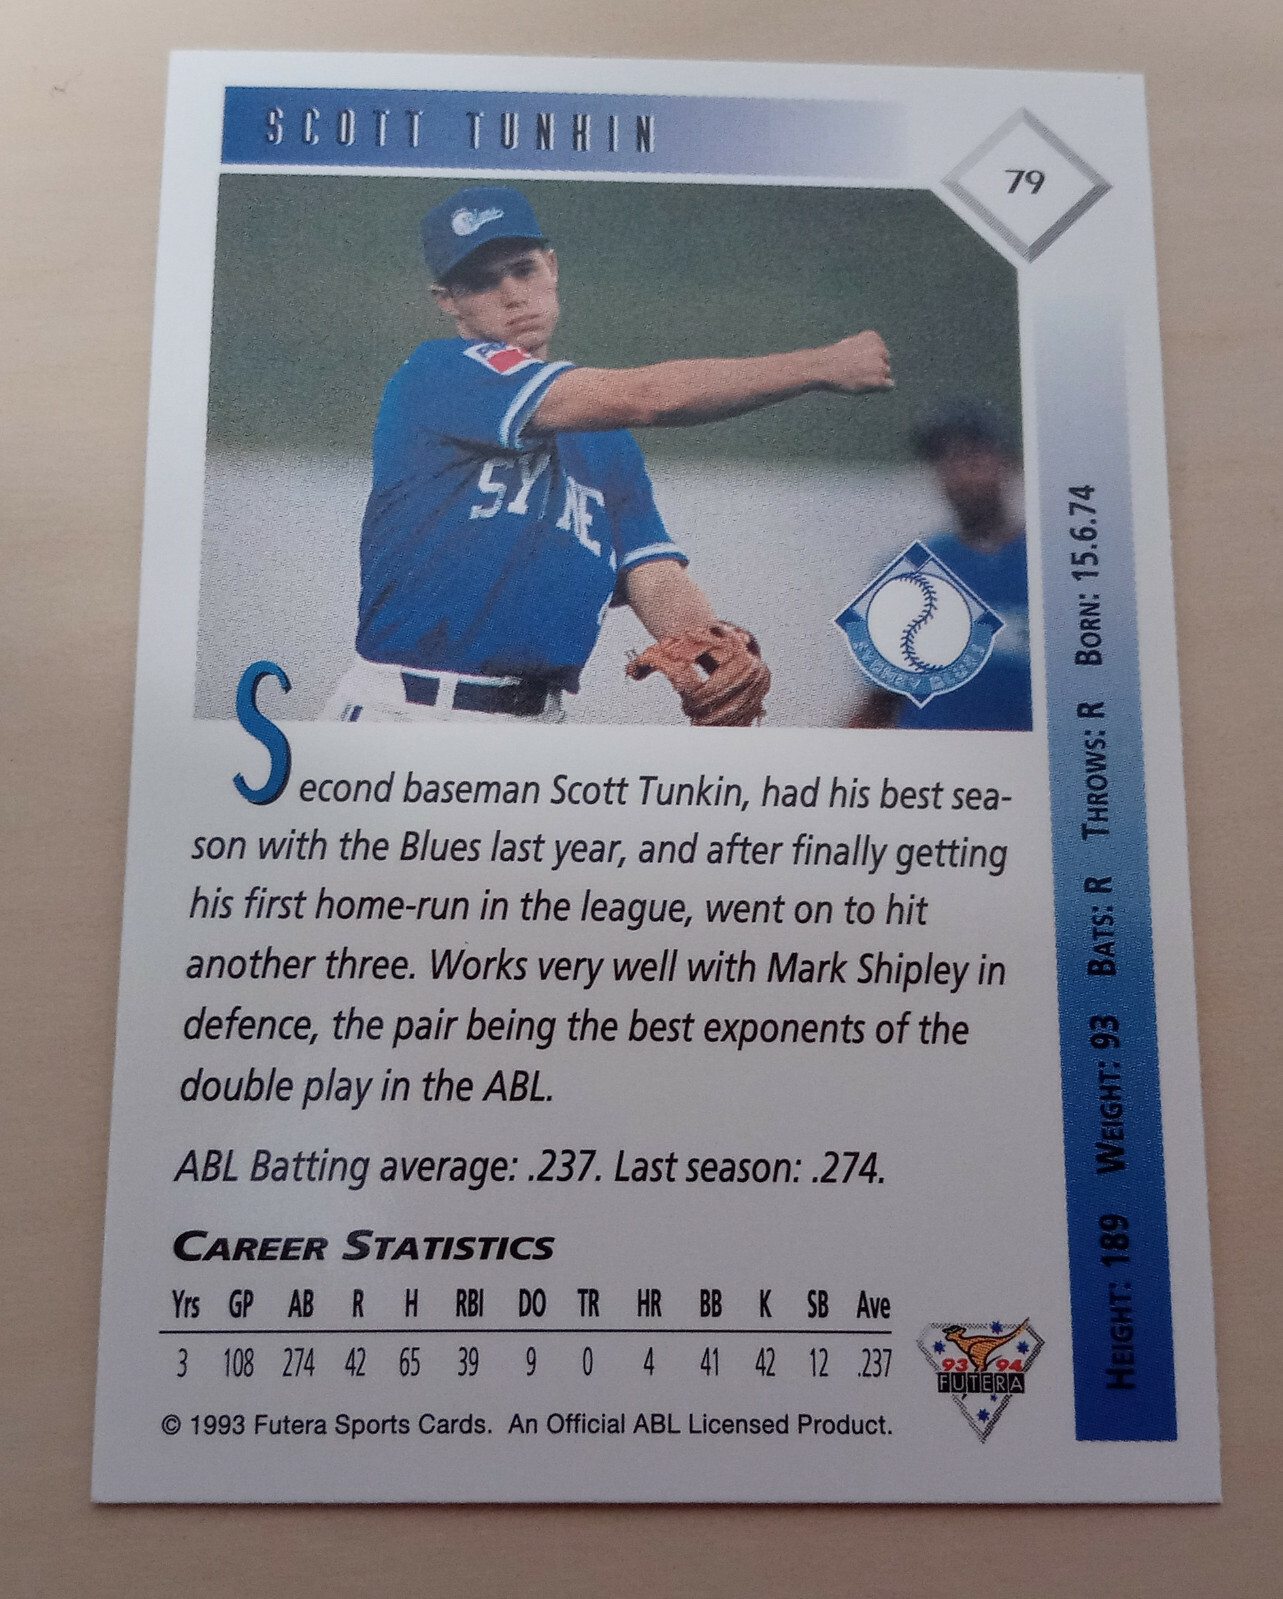 SCOTT TUNKIN
79
Blues
SYDNE
SYDNEY BLUES
Second baseman Scott Tunkin, had his best sea-
son with the Blues last year, and after finally getting
his first home-run in the league, went on to hit
another three. Works very well with Mark Shipley in
defence, the pair being the best exponents of the
double play in the ABL.
ABL Batting average: .237. Last season: .274.
CAREER STATISTICS
Yrs GP AB R H RBI DO TR HR BB K SB Ave
3 108 274 42 65 39 9 0 4 41 42 12 .237
© 1993 Futera Sports Cards. An Official ABL Licensed Product.
93 94
FUTERA
HEIGHT: 189 WEIGHT: 93 BATS: R THROWS: R BORN: 15.6.74